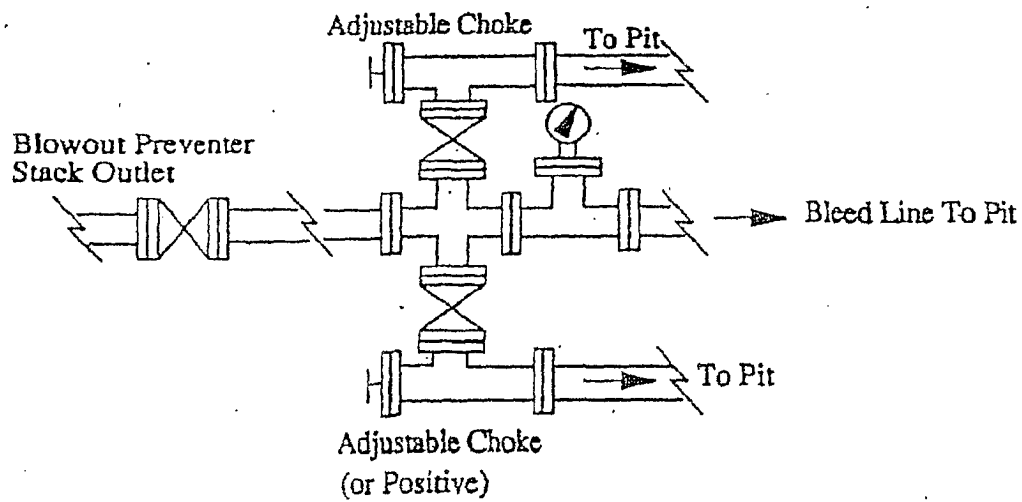 Adjustable Choke
To Pit
Blowout Preventer
Stack Outlet
Bleed Line To Pit
To Pit
Adjustable Choke
(or Positive)